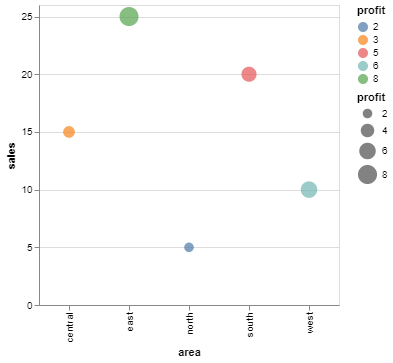 25
20
15
10
5
0
sales
central
east
north
south
west
area
profit
2
3
5
6
8
profit
2
4
6
8